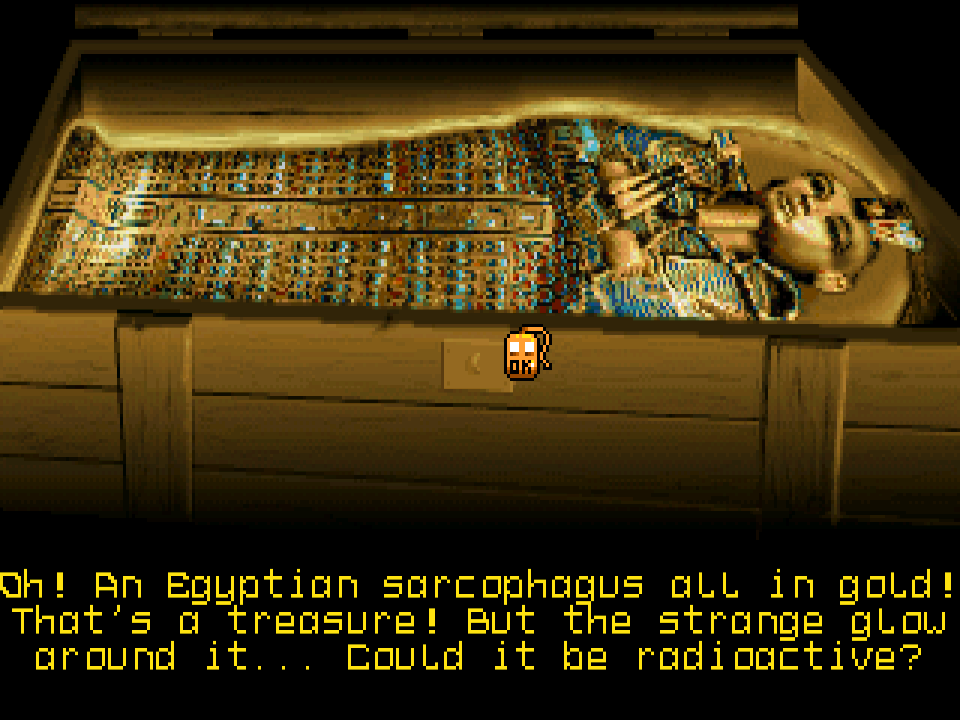 OK
Oh! An Egyptian sarcophagus all in gold!
That's a treasure! But the strange glow
around it... Could it be radioactive?